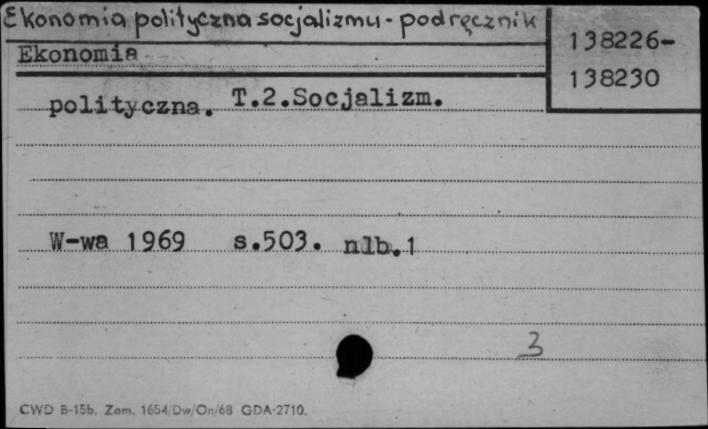 Ekonomia polityczna socjalizmu - podręcznik
138226-
138230
Ekonomia
polityczna. T.2.Socjalizm.
W-wa 1969 s.503. nlb.1
3
CWD B-15b. Zam. 1654/Dw/On/68 GDA-2710.